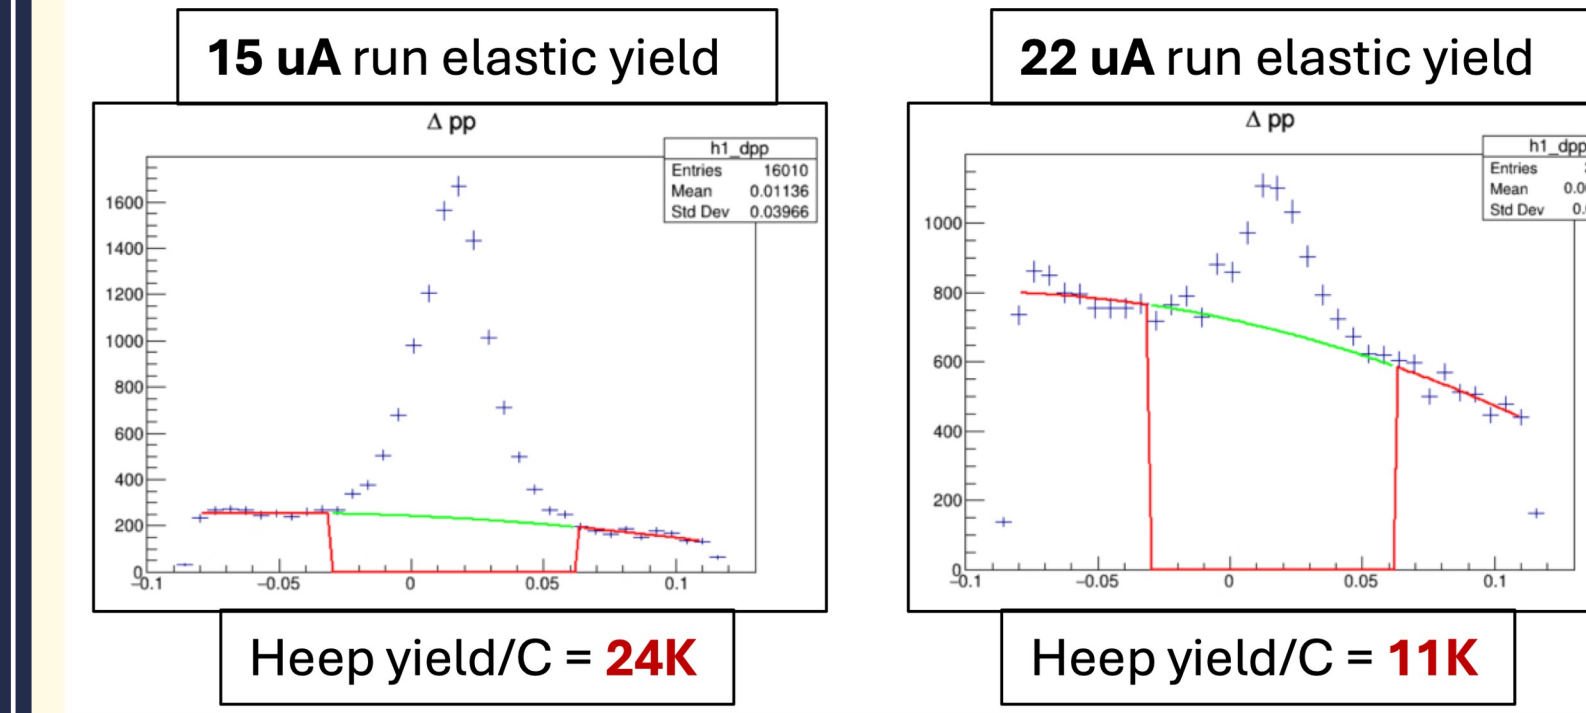 15 uA run elastic yield
Δ pp
h1_dpp
Entries 16010
Mean 0.01136
Std Dev 0.03966
1600
1400
1200
1000
800
600
400
200
0
−0.1 −0.05 0 0.05 0.1
Heep yield/C = 24K
22 uA run elastic yield
Δ pp
h1_dpp
Entries
Mean
Std Dev
1000
800
600
400
200
0
−0.1 −0.05 0 0.05 0.1
Heep yield/C = 11K